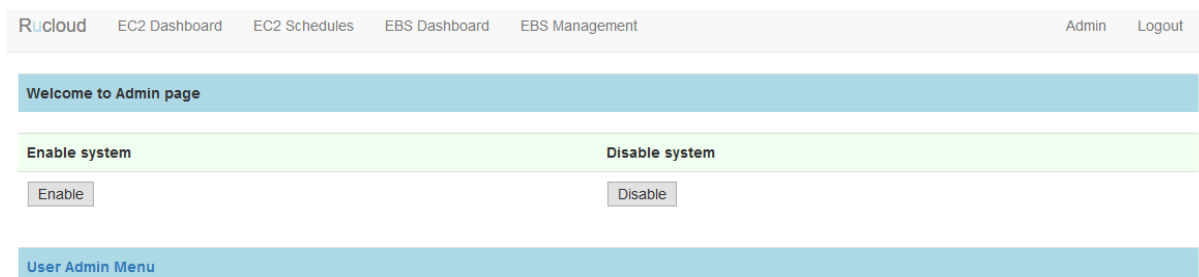 Rucloud EC2 Dashboard EC2 Schedules EBS Dashboard EBS Management Admin Logout
Welcome to Admin page
Enable system Disable system
Enable Disable
User Admin Menu